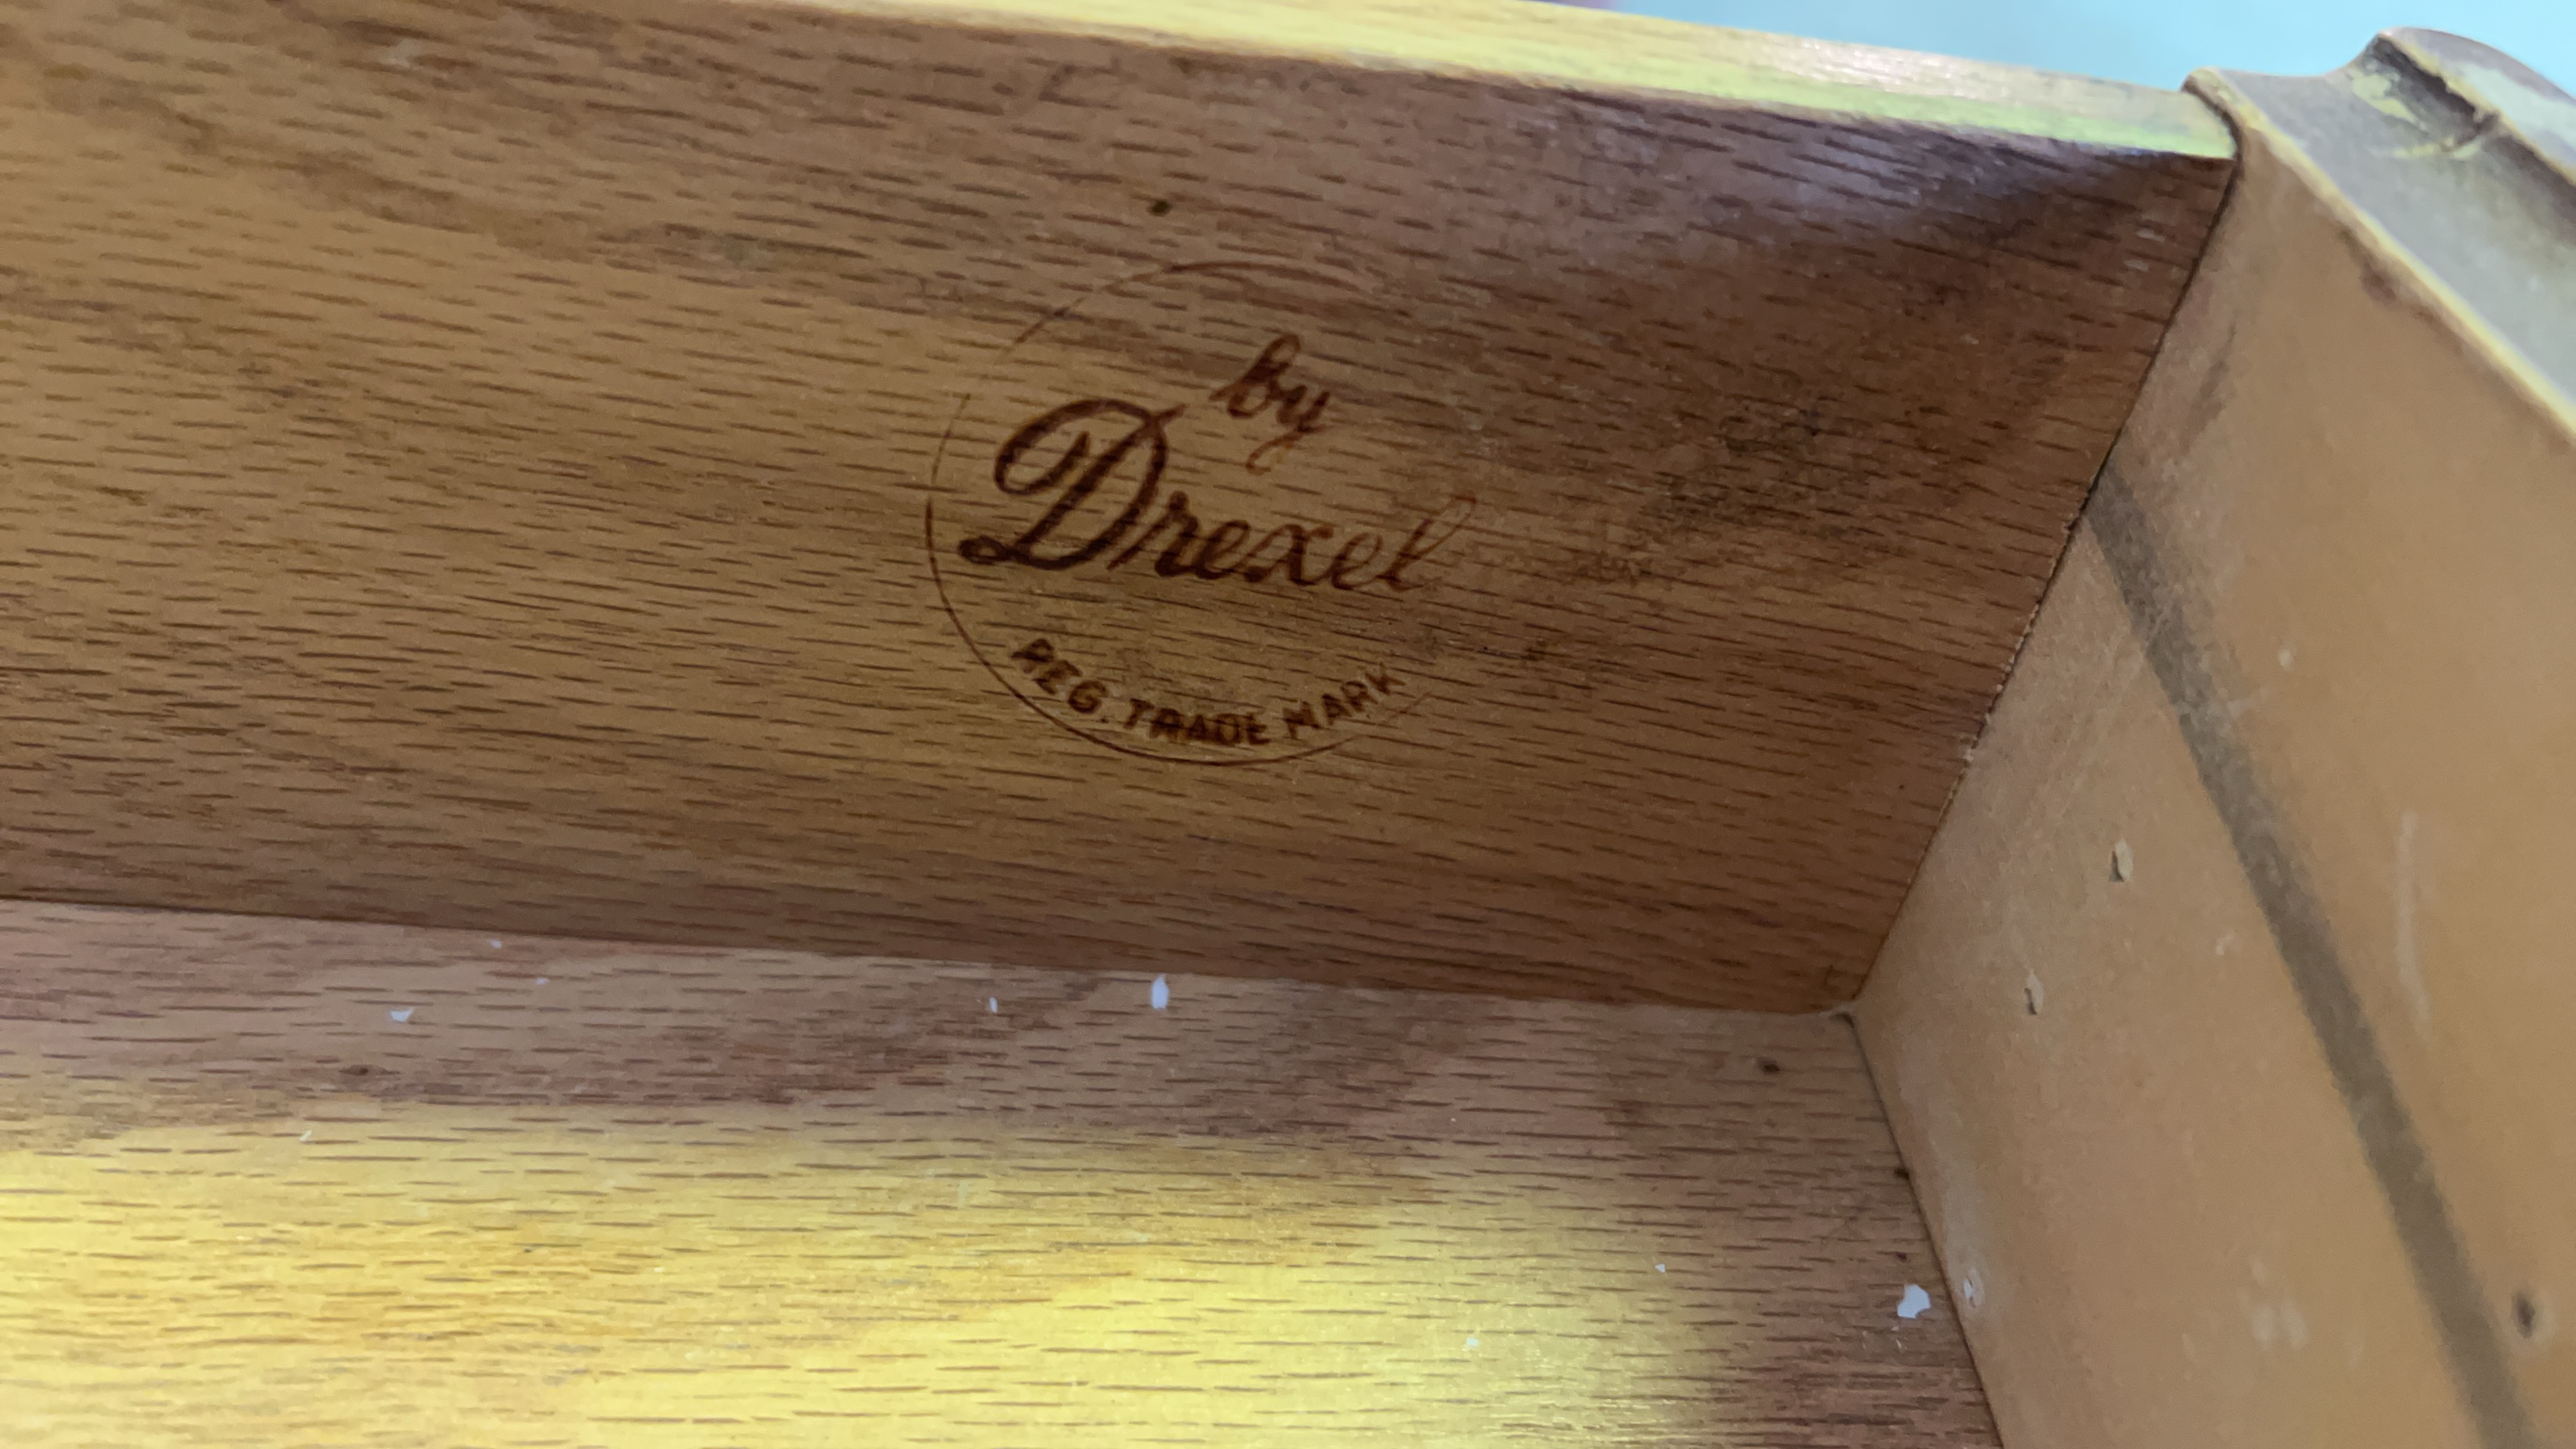 by
Drexel
REG. TRADE MARK